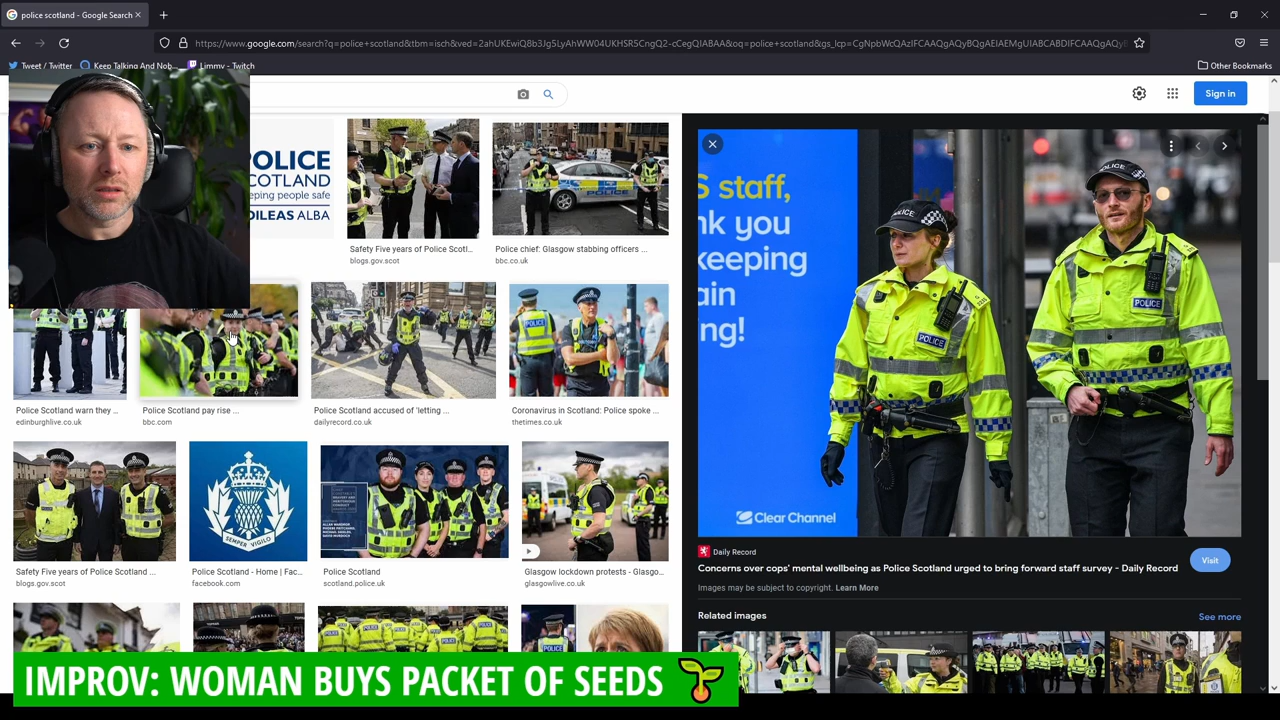 police scotland - Google Search
https://www.google.com/search?q=police+scotland&tbm=isch&ved=2ahUKEwiQ8b3Jg5LyAhWW04UKHSR5CngQ2-cCegQIABAA&oq=police+scotland&gs_lcp=CgNpbWcQAzIFCAAQgAQyBQgAEIAEMgUIABCABDIFCAAQgAQyB
Tweet / Twitter
Keep Talking And Nob...
Limmy - Twitch
Other Bookmarks
Sign in
POLICE
SCOTLAND
eping people safe
OILEAS ALBA
Safety Five years of Police Scotl...
blogs.gov.scot
Police chief: Glasgow stabbing officers ...
bbc.co.uk
Police Scotland warn they ...
edinburghlive.co.uk
Police Scotland pay rise ...
bbc.com
Police Scotland accused of 'letting ...
dailyrecord.co.uk
Coronavirus in Scotland: Police spoke ...
thetimes.co.uk
SEMPER VIGILO
Safety Five years of Police Scotland ...
blogs.gov.scot
Police Scotland - Home | Fac...
facebook.com
Police Scotland
scotland.police.uk
Glasgow lockdown protests - Glasgo...
glasgowlive.co.uk
S staff,
nk you
keeping
ain
ng!
POLICE
POLICE
POLICE
POLICE
Clear Channel
Daily Record
Concerns over cops' mental wellbeing as Police Scotland urged to bring forward staff survey - Daily Record
Images may be subject to copyright. Learn More
Visit
Related images
See more
IMPROV: WOMAN BUYS PACKET OF SEEDS